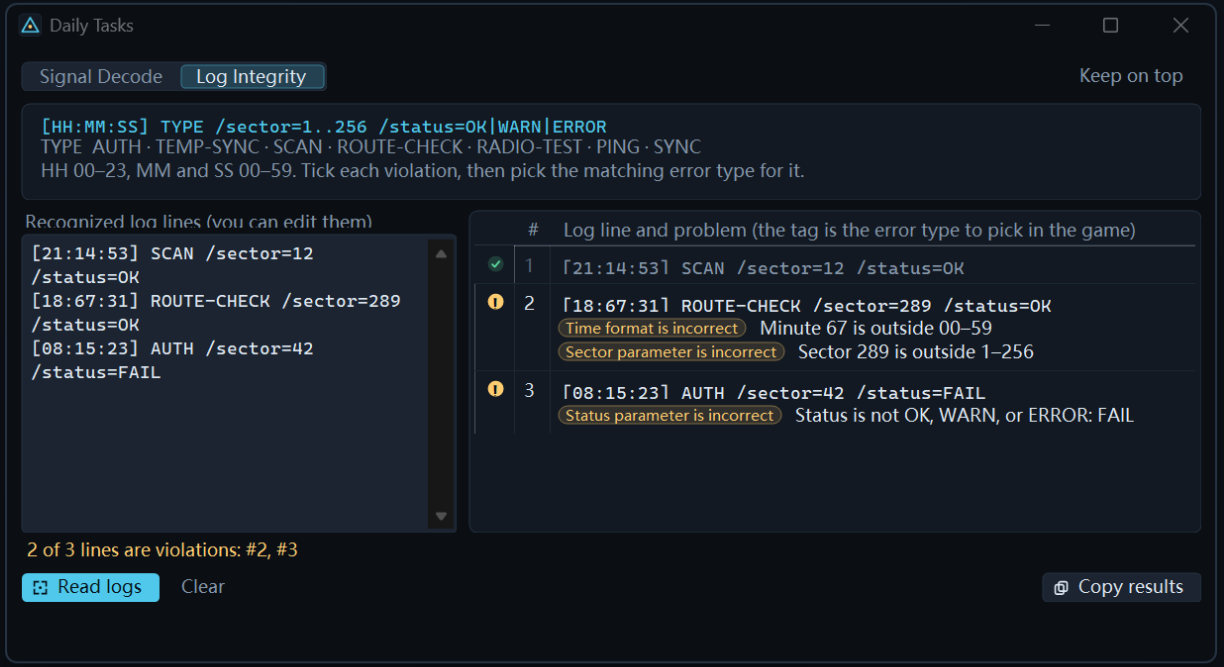 Daily Tasks
Signal Decode
Log Integrity
Keep on top
[HH:MM:SS] TYPE /sector=1..256 /status=OK|WARN|ERROR
TYPE AUTH · TEMP-SYNC · SCAN · ROUTE-CHECK · RADIO-TEST · PING · SYNC
HH 00–23, MM and SS 00–59. Tick each violation, then pick the matching error type for it.
Recognized log lines (you can edit them)
[21:14:53] SCAN /sector=12
/status=OK
[18:67:31] ROUTE-CHECK /sector=289
/status=OK
[08:15:23] AUTH /sector=42
/status=FAIL
# Log line and problem (the tag is the error type to pick in the game)
1 [21:14:53] SCAN /sector=12 /status=OK
2 [18:67:31] ROUTE-CHECK /sector=289 /status=OK
Time format is incorrect Minute 67 is outside 00–59
Sector parameter is incorrect Sector 289 is outside 1–256
3 [08:15:23] AUTH /sector=42 /status=FAIL
Status parameter is incorrect Status is not OK, WARN, or ERROR: FAIL
2 of 3 lines are violations: #2, #3
Read logs
Clear
Copy results